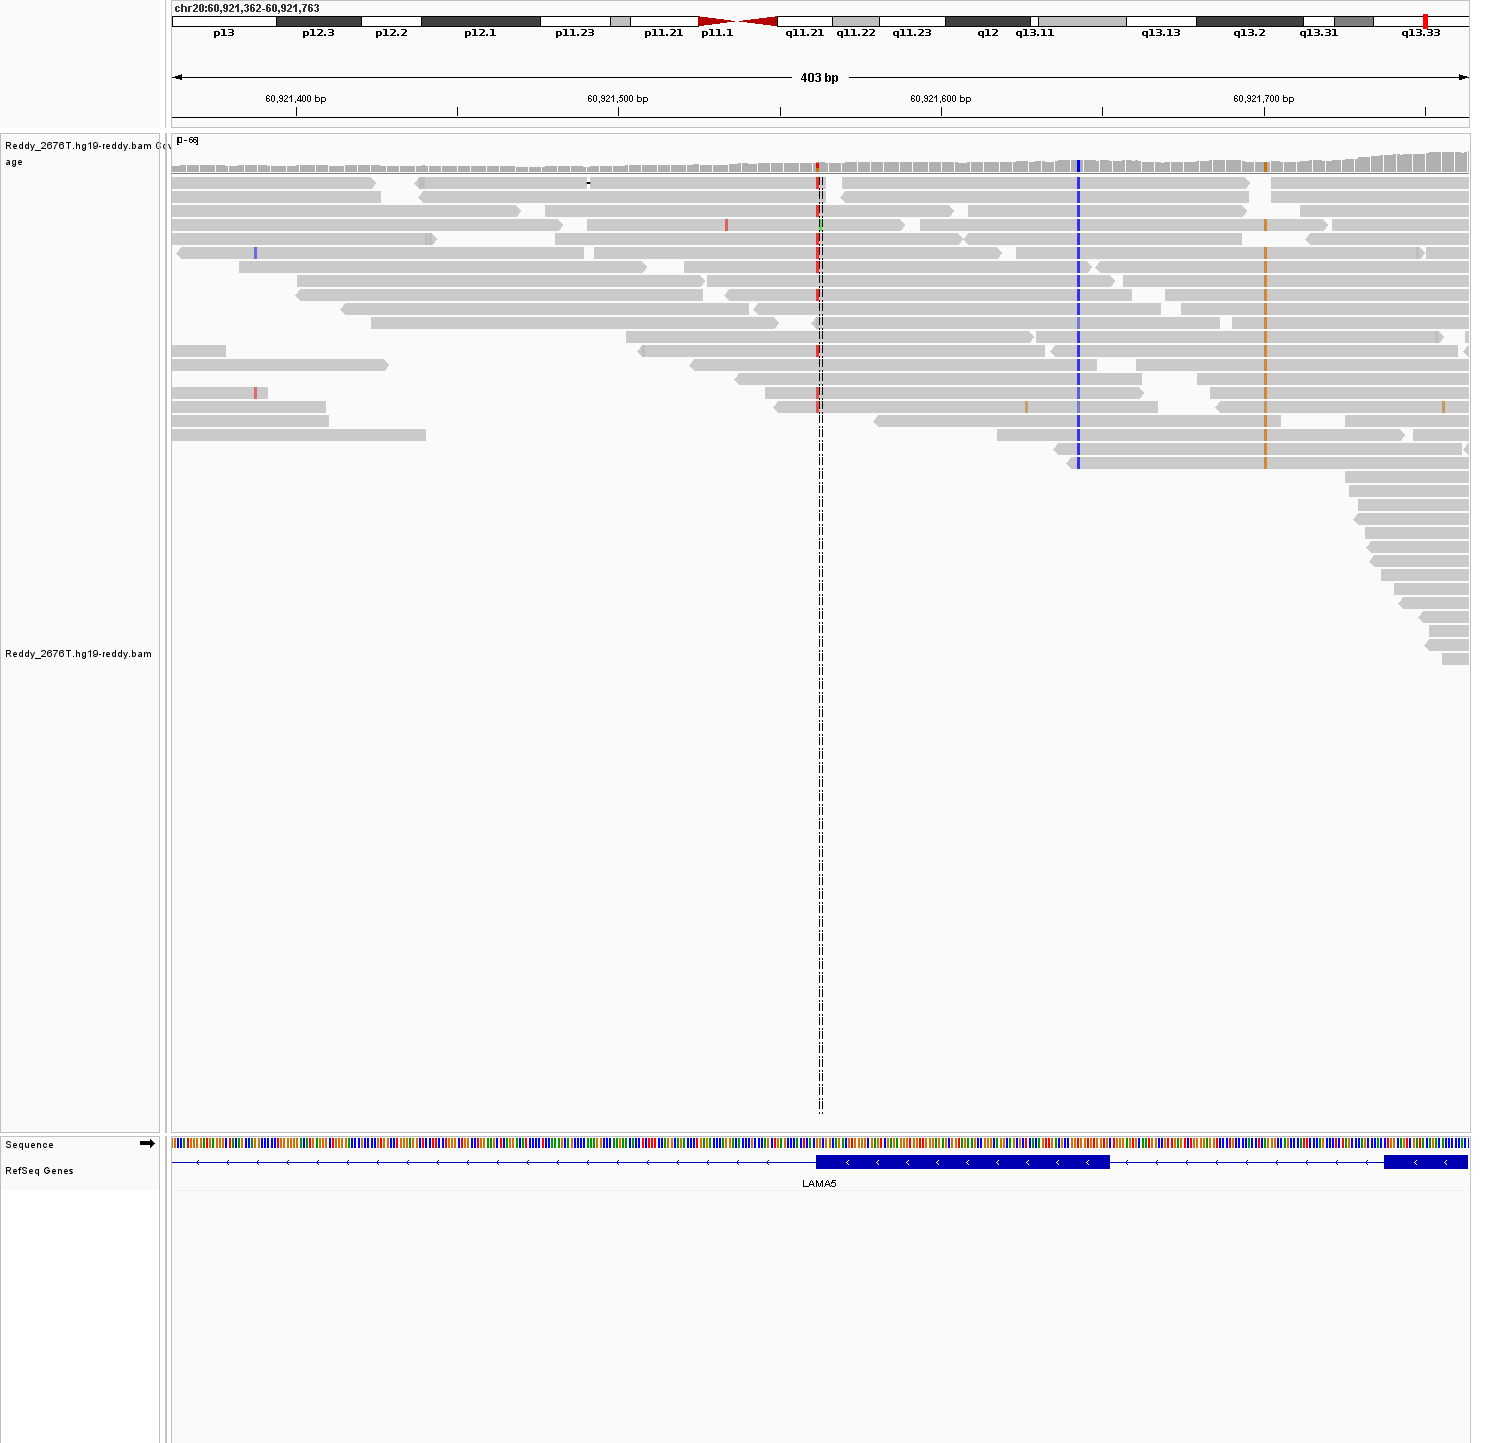 chr20:60,921,362-60,921,763
p13 p12.3 p12.2 p12.1 p11.23 p11.21 p11.1 q11.21 q11.22 q11.23 q12 q13.11 q13.13 q13.2 q13.31 q13.33
403 bp
60,921,400 bp 60,921,500 bp 60,921,600 bp 60,921,700 bp
[0 - 66]
Reddy_2676T.hg19-reddy.bam Cov
age
Reddy_2676T.hg19-reddy.bam
Sequence
RefSeq Genes
LAMA5